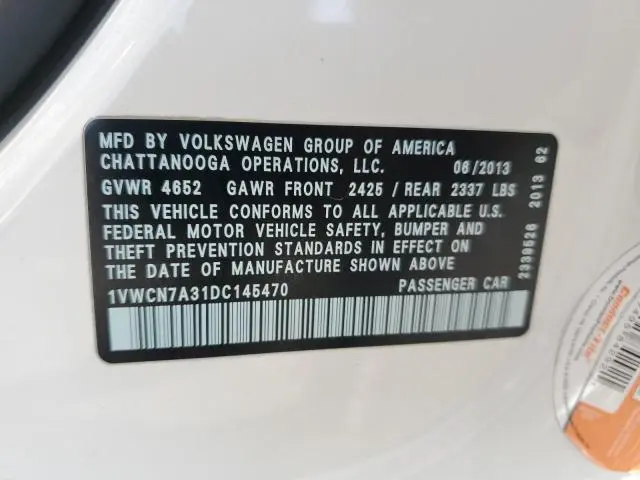 MFD BY VOLKSWAGEN GROUP OF AMERICA
CHATTANOOGA OPERATIONS, LLC. 06/2013
GVWR 4652 GAWR FRONT 2425 / REAR 2337 LBS
THIS VEHICLE CONFORMS TO ALL APPLICABLE U.S.
FEDERAL MOTOR VEHICLE SAFETY, BUMPER AND
THEFT PREVENTION STANDARDS IN EFFECT ON
THE DATE OF MANUFACTURE SHOWN ABOVE
1VWCN7A31DC145470 PASSENGER CAR
2339526 2013 62